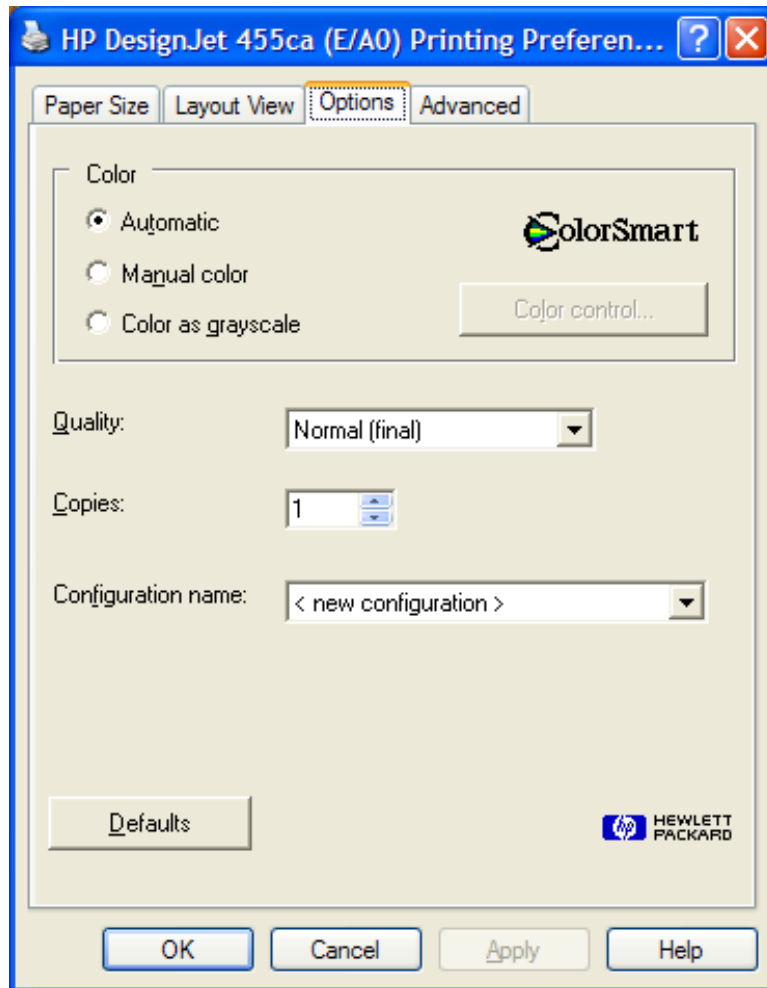 HP DesignJet 455ca (E/A0) Printing Preferen... ?
Paper Size Layout View Options Advanced
Color
Automatic
ColorSmart
Manual color
Color control...
Color as grayscale
Quality: Normal (final)
Copies: 1
Configuration name: < new configuration >
Defaults
hp HEWLETT
PACKARD
OK Cancel Apply Help